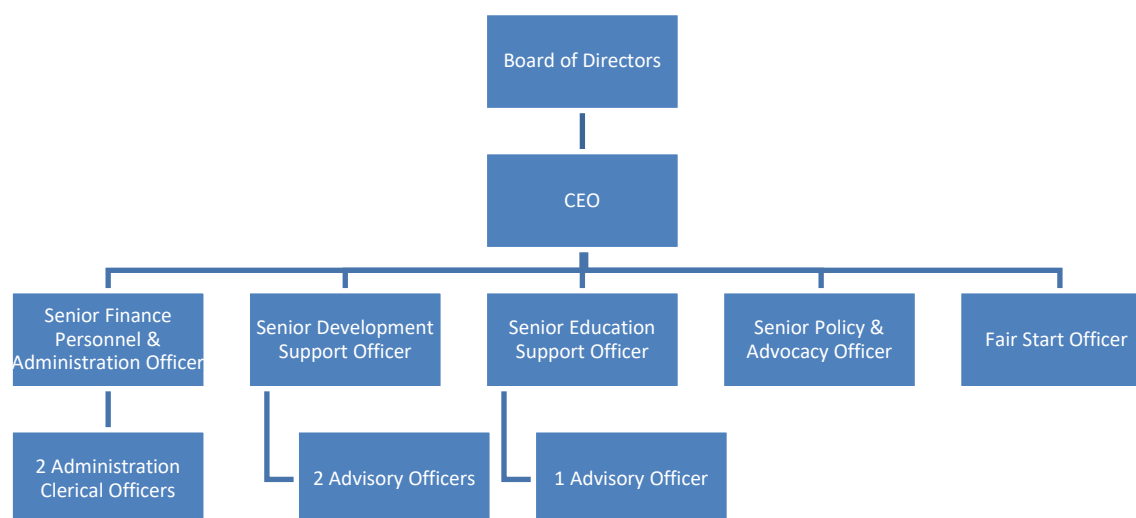 Board of Directors
CEO
Senior Finance
Personnel &
Administration Officer
Senior Development
Support Officer
Senior Education
Support Officer
Senior Policy &
Advocacy Officer
Fair Start Officer
2 Administration
Clerical Officers
2 Advisory Officers
1 Advisory Officer